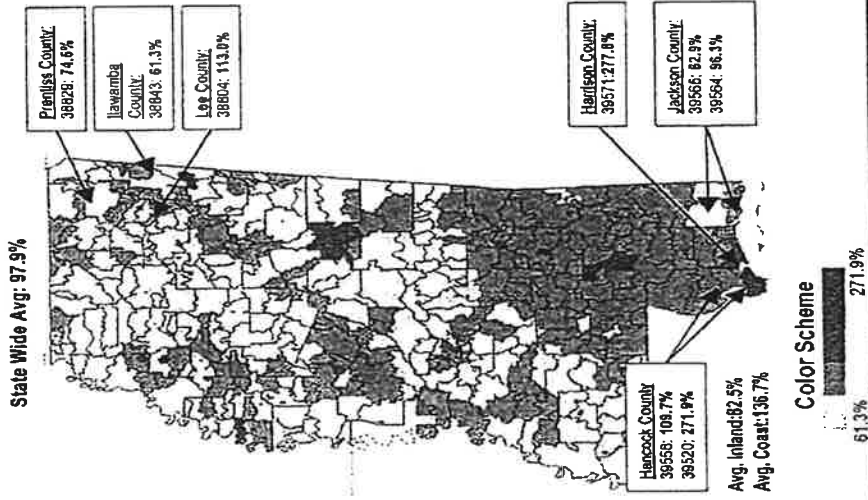 State Wide Avg: 97.9%
Prentiss County:
38829: 74.6%
Itawamba
County:
38843: 61.3%
Lee County:
38804: 113.0%
Harrison County:
39571:277.8%
Jackson County:
39565: 62.9%
39564: 96.3%
Hancock County
39556: 109.7%
39520: 271.9%
Avg. Inland:82.5%
Avg. Coast:136.7%
Color Scheme
61.3%
271.9%